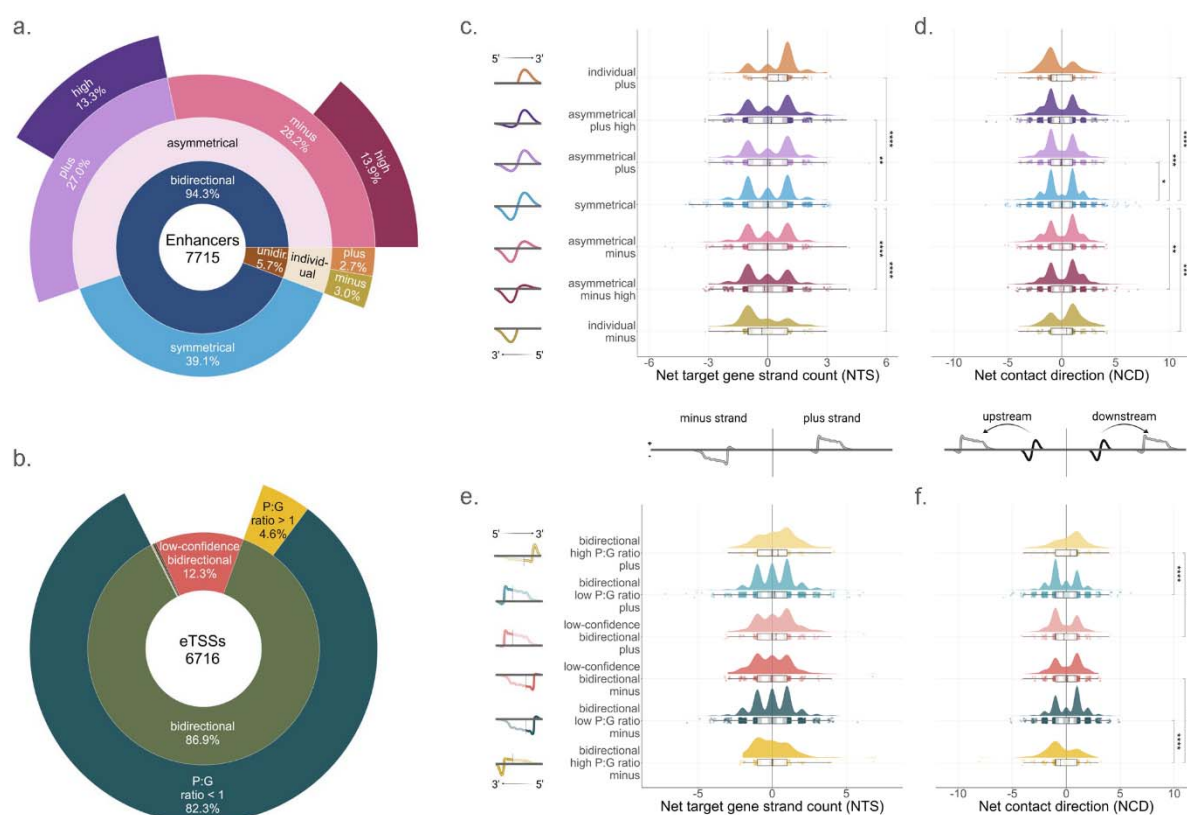 a.
high
13.3%
plus
27.0%
asymmetrical
minus
28.2%
high
13.9%
bidirectional
94.3%
Enhancers
7715
unidir.
5.7%
individ-
ual
plus
2.7%
minus
3.0%
symmetrical
39.1%
b.
P:G
ratio > 1
4.6%
low-confidence
bidirectional
12.3%
eTSSs
6716
bidirectional
86.9%
P:G
ratio < 1
82.3%
c.
5' 3'
individual
plus
asymmetrical
plus high
asymmetrical
plus
symmetrical
asymmetrical
minus
asymmetrical
minus high
individual
minus
3' 5'
**
****
****
****
-6 -3 0 3 6
Net target gene strand count (NTS)
minus strand plus strand
d.
*
***
****
**
***
-10 -5 0 5 10
Net contact direction (NCD)
upstream downstream
e.
5' 3'
bidirectional
high P:G ratio
plus
bidirectional
low P:G ratio
plus
low-confidence
bidirectional
plus
low-confidence
bidirectional
minus
bidirectional
low P:G ratio
minus
bidirectional
high P:G ratio
minus
3' 5'
-5 0 5
Net target gene strand count (NTS)
f.
****
****
-10 -5 0 5 10
Net contact direction (NCD)